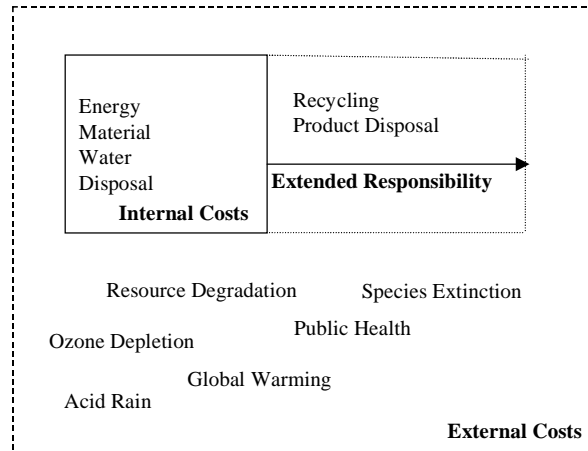 Energy
Material
Water
Disposal
Internal Costs
Recycling
Product Disposal
Extended Responsibility
Resource Degradation
Species Extinction
Public Health
Ozone Depletion
Global Warming
Acid Rain
External Costs